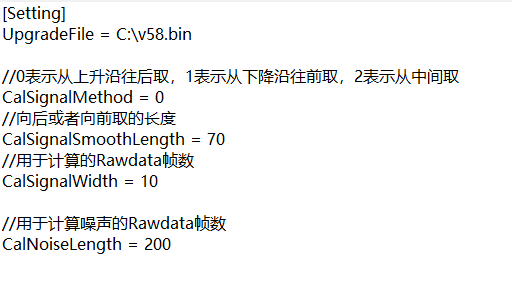 [Setting]
UpgradeFile = C:\v58.bin
//0表示从上升沿往后取，1表示从下降沿往前取，2表示从中间取
CalSignalMethod = 0
//向后或者向前取的长度
CalSignalSmoothLength = 70
//用于计算的Rawdata帧数
CalSignalWidth = 10
//用于计算噪声的Rawdata帧数
CalNoiseLength = 200